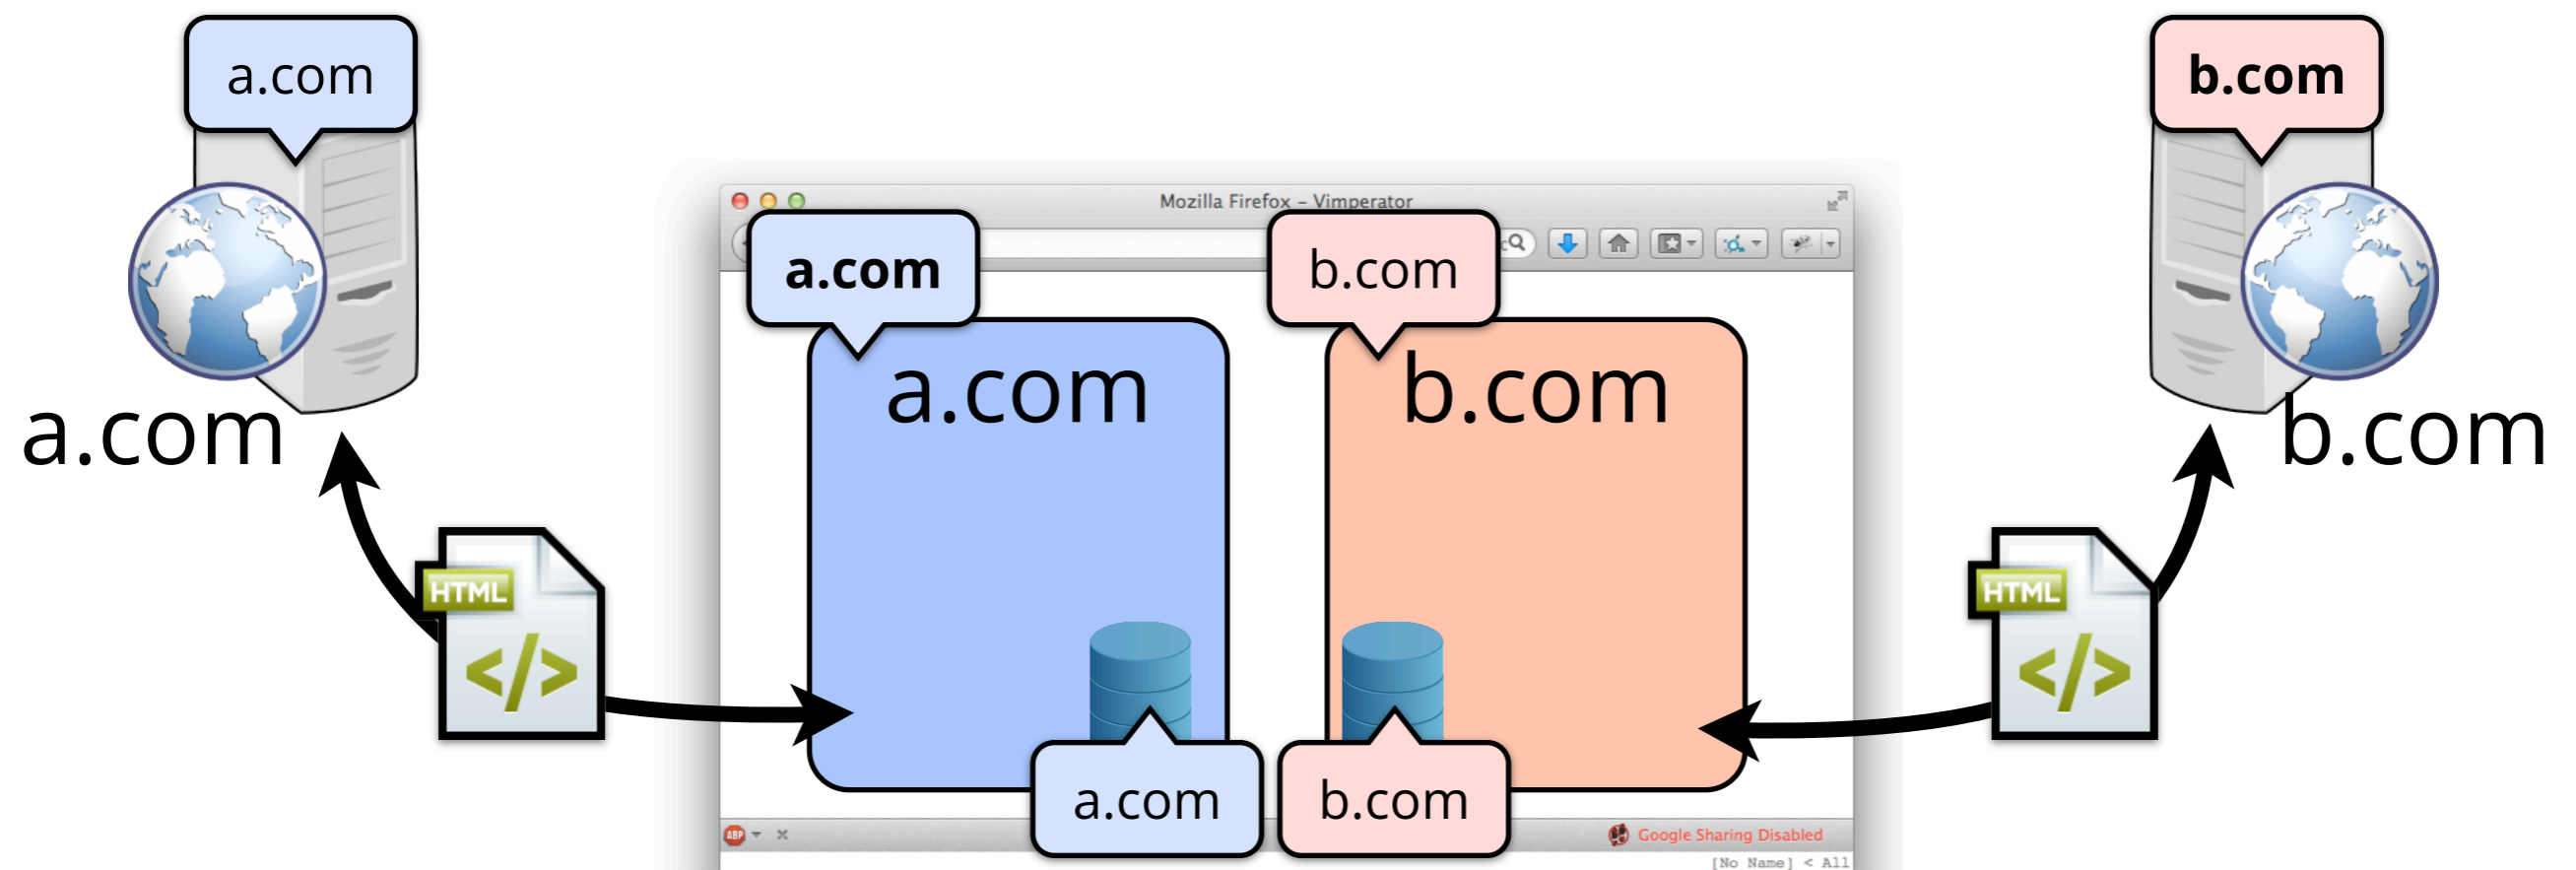 a.com
b.com
Mozilla Firefox – Vimperator
a.com
b.com
a.com
b.com
a.com
b.com
HTML
</>
HTML
</>
a.com
b.com
ABP
Google Sharing Disabled
[No Name] < All